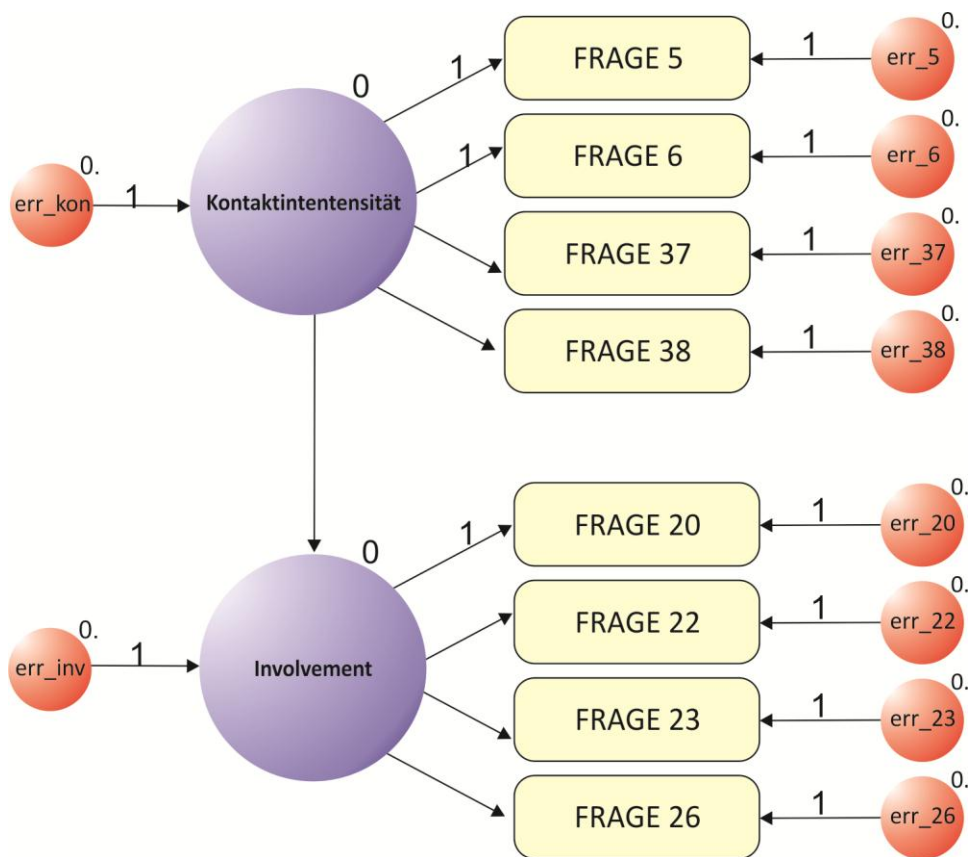 0.
0
1
FRAGE 5
1
err_5
0.
1
FRAGE 6
1
err_6
0.
err_kon
1
Kontaktintentensität
FRAGE 37
1
err_37
0.
FRAGE 38
1
err_38
0.
0
1
FRAGE 20
1
err_20
0.
0.
err_inv
1
Involvement
FRAGE 22
1
err_22
0.
FRAGE 23
1
err_23
0.
FRAGE 26
1
err_26
0.